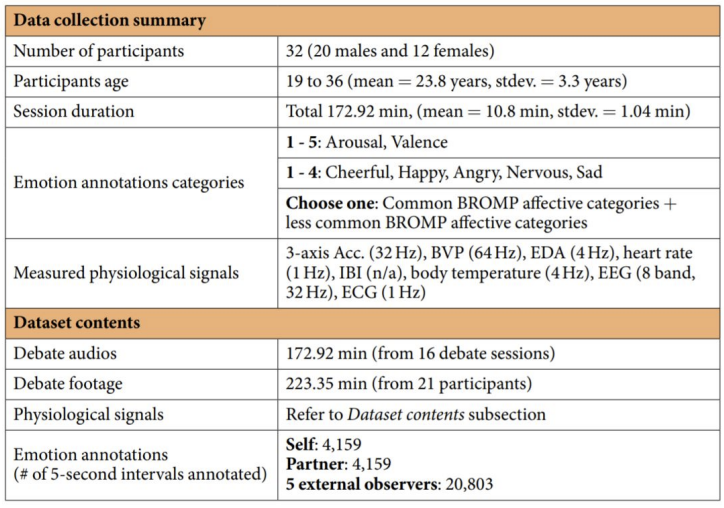 Data collection summary
Number of participants
32 (20 males and 12 females)
Participants age
19 to 36 (mean = 23.8 years, stdev. = 3.3 years)
Session duration
Total 172.92 min, (mean = 10.8 min, stdev. = 1.04 min)
Emotion annotations categories
1 - 5: Arousal, Valence
1 - 4: Cheerful, Happy, Angry, Nervous, Sad
Choose one: Common BROMP affective categories +
less common BROMP affective categories
Measured physiological signals
3-axis Acc. (32 Hz), BVP (64 Hz), EDA (4 Hz), heart rate
(1 Hz), IBI (n/a), body temperature (4 Hz), EEG (8 band,
32 Hz), ECG (1 Hz)
Dataset contents
Debate audios
172.92 min (from 16 debate sessions)
Debate footage
223.35 min (from 21 participants)
Physiological signals
Refer to Dataset contents subsection
Emotion annotations
(# of 5-second intervals annotated)
Self: 4,159
Partner: 4,159
5 external observers: 20,803